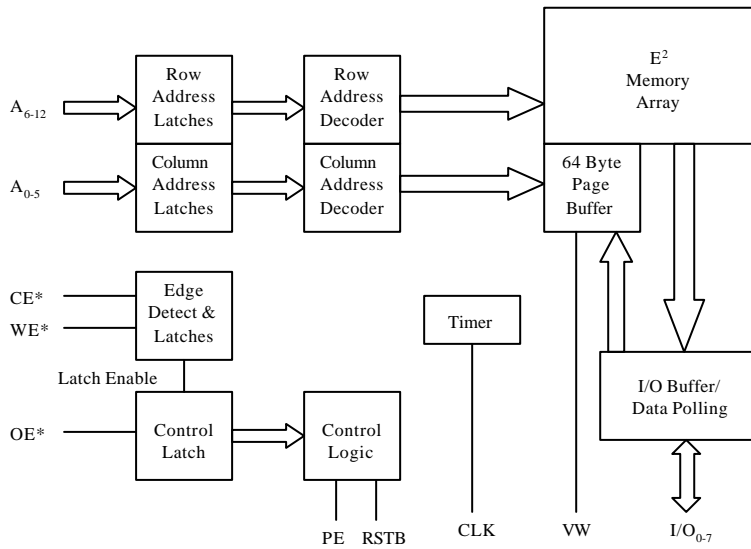 E²
Memory
Array
Row
Address
Latches
Row
Address
Decoder
A₆₋₁₂
Column
Address
Latches
Column
Address
Decoder
64 Byte
Page
Buffer
A₀₋₅
CE*
WE*
Edge
Detect &
Latches
Timer
Latch Enable
I/O Buffer/
Data Polling
OE*
Control
Latch
Control
Logic
PE
RSTB
CLK
VW
I/O₀₋₇